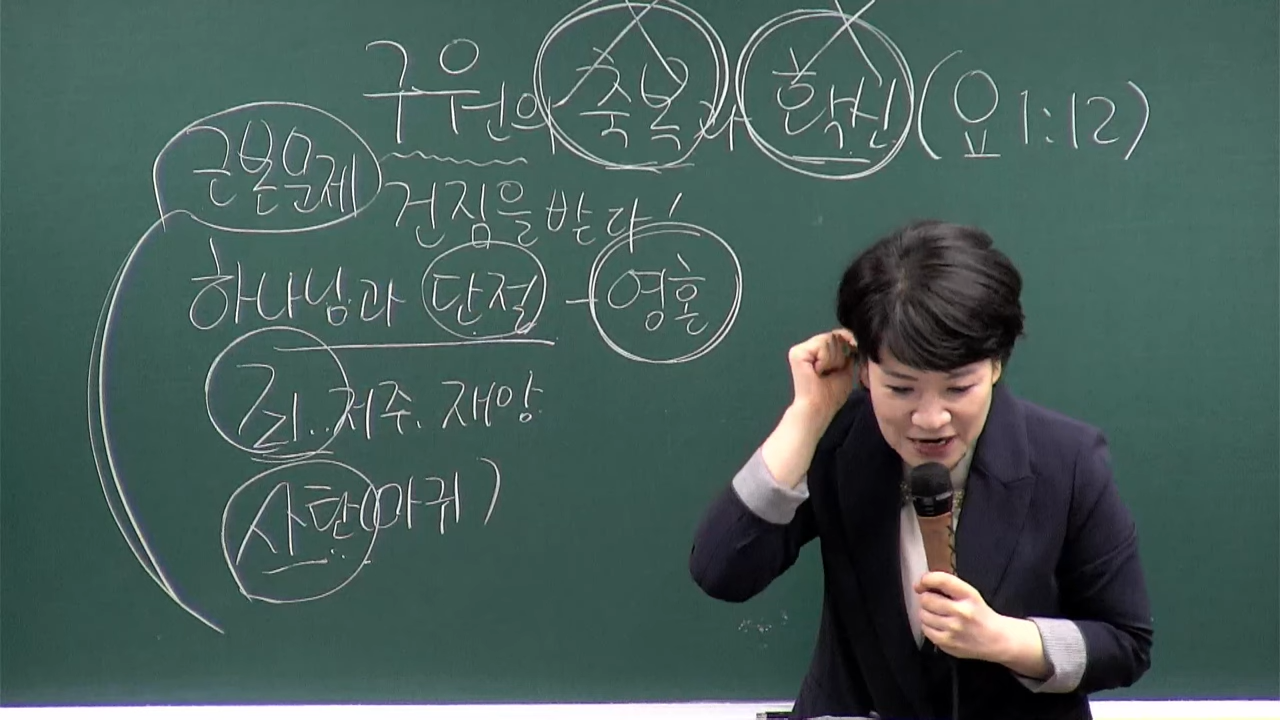 구원의 축복과 확신 (요 1:12)
근본문제
건짐을 받다!
하나님과 단절 - 영혼
죄.. 저주. 재앙
사탄(마귀)